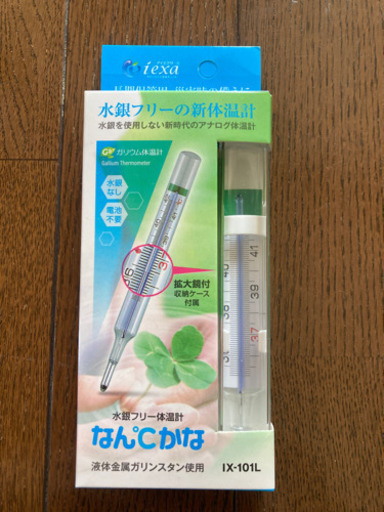 iexa
水銀フリーの新体温計
水銀を使用しない新時代のアナログ体温計
ガリウム体温計
Gallium Thermometer
水銀
なし
電池
不要
拡大鏡付
収納ケース
付属
水銀フリー体温計
なん℃かな
液体金属ガリンスタン使用
IX-101L
41
40
39
38
37